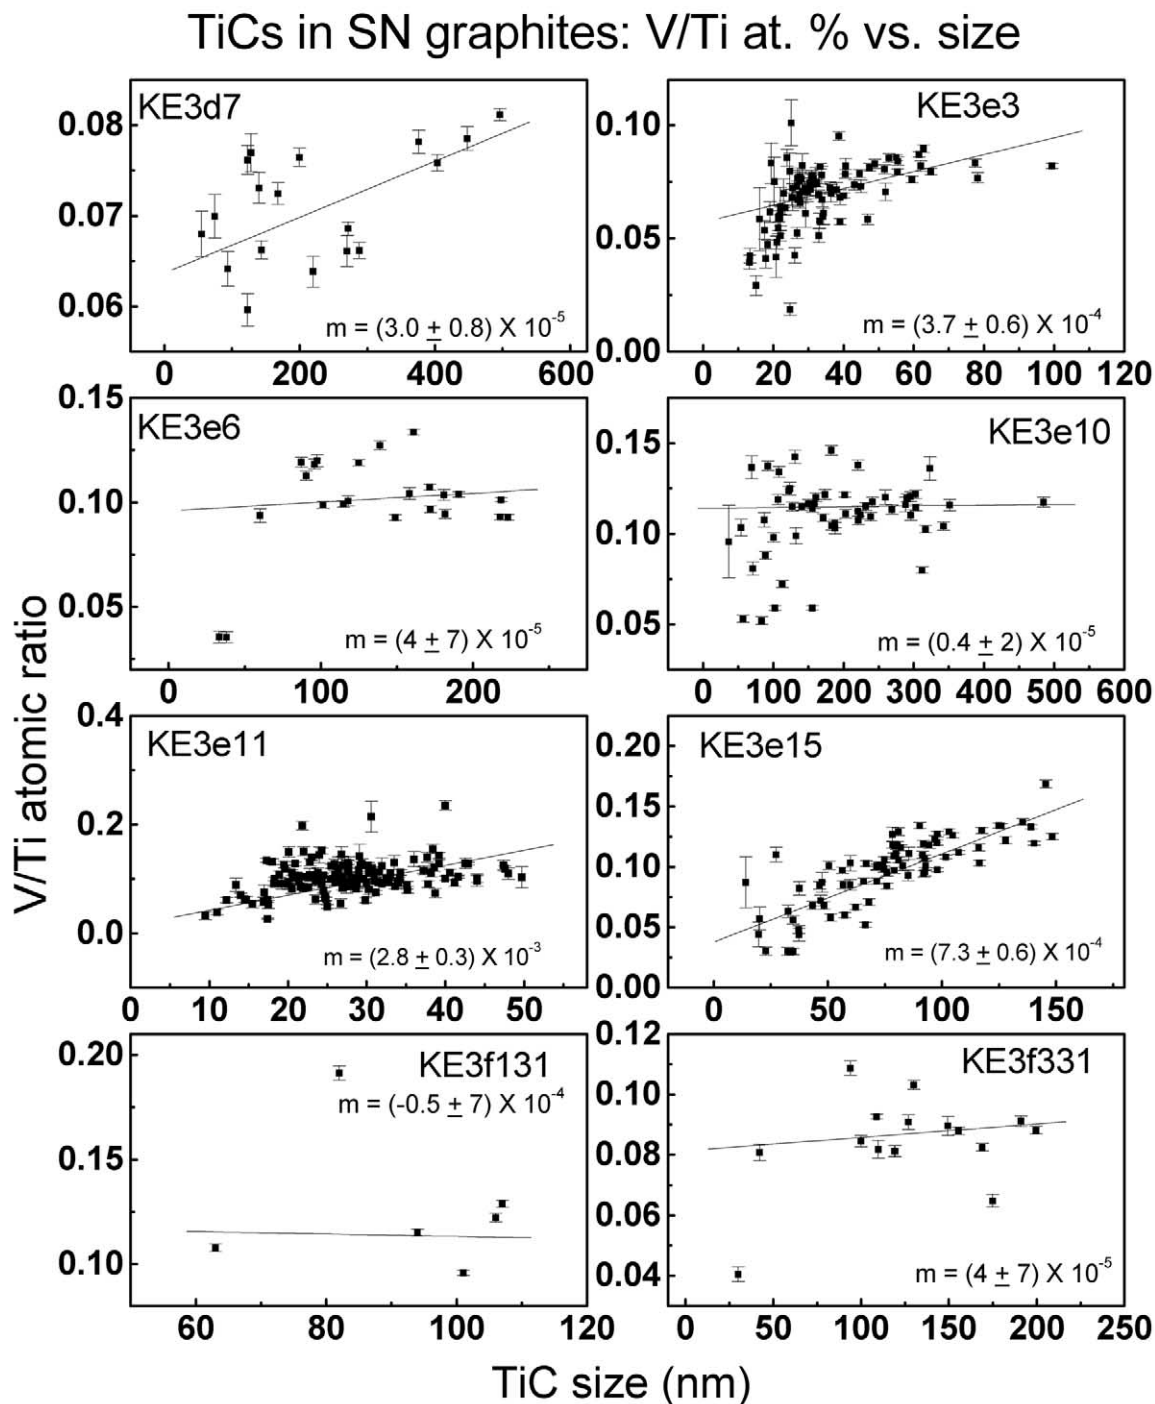 TiCs in SN graphites: V/Ti at. % vs. size
V/Ti atomic ratio
KE3d7
0.08
0.07
0.06
m = (3.0 ± 0.8) X 10⁻⁵
0 200 400 600
KE3e3
0.10
0.05
0.00
m = (3.7 ± 0.6) X 10⁻⁴
0 20 40 60 80 100 120
KE3e6
0.15
0.10
0.05
m = (4 ± 7) X 10⁻⁵
0 100 200
KE3e10
0.15
0.10
0.05
m = (0.4 ± 2) X 10⁻⁵
0 100 200 300 400 500 600
KE3e11
0.4
0.2
0.0
m = (2.8 ± 0.3) X 10⁻³
0 10 20 30 40 50
KE3e15
0.20
0.15
0.10
0.05
0.00
m = (7.3 ± 0.6) X 10⁻⁴
0 50 100 150
KE3f131
m = (-0.5 ± 7) X 10⁻⁴
0.20
0.15
0.10
60 80 100 120
KE3f331
0.12
0.10
0.08
0.06
0.04
m = (4 ± 7) X 10⁻⁵
0 50 100 150 200 250
TiC size (nm)